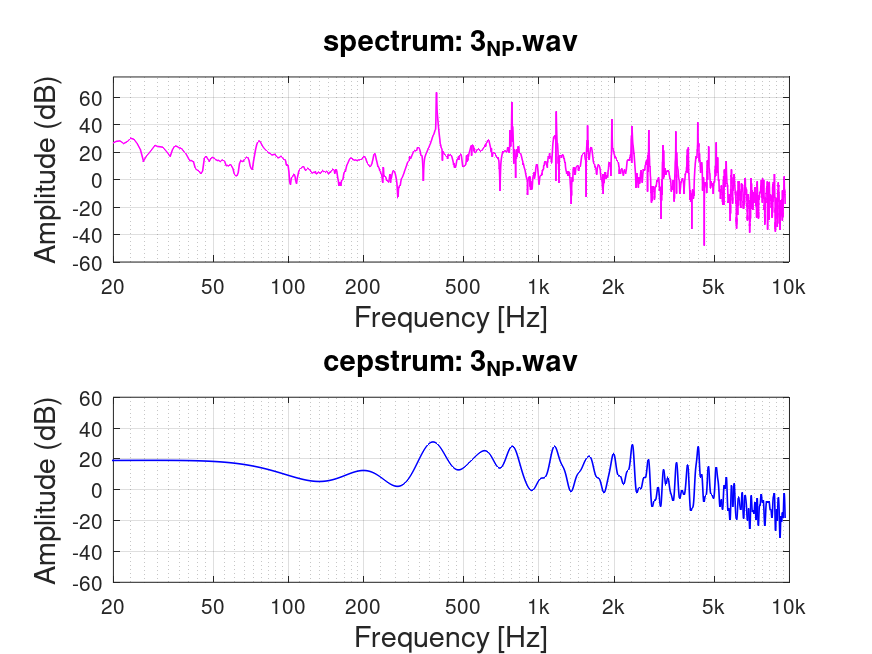 spectrum: 3NP.wav
60
40
20
0
-20
-40
-60
Amplitude (dB)
20 50 100 200 500 1k 2k 5k 10k
Frequency [Hz]
cepstrum: 3NP.wav
60
40
20
0
-20
-40
-60
Amplitude (dB)
20 50 100 200 500 1k 2k 5k 10k
Frequency [Hz]